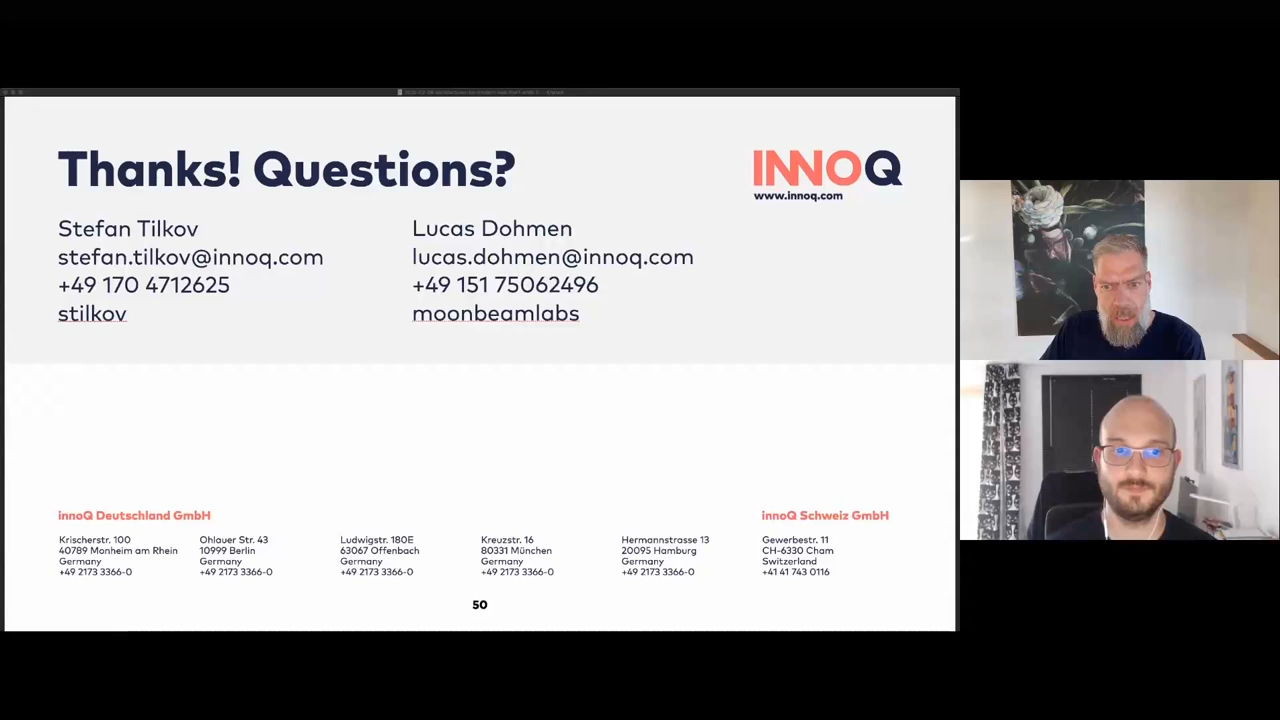 Thanks! Questions?
INNOQ
www.innoq.com
Stefan Tilkov
stefan.tilkov@innoq.com
+49 170 4712625
stilkov
Lucas Dohmen
lucas.dohmen@innoq.com
+49 151 75062496
moonbeamlabs
innoQ Deutschland GmbH
Krischerstr. 100
40789 Monheim am Rhein
Germany
+49 2173 3366-0
Ohlauer Str. 43
10999 Berlin
Germany
+49 2173 3366-0
Ludwigstr. 180E
63067 Offenbach
Germany
+49 2173 3366-0
Kreuzstr. 16
80331 München
Germany
+49 2173 3366-0
Hermannstrasse 13
20095 Hamburg
Germany
+49 2173 3366-0
innoQ Schweiz GmbH
Gewerbestr. 11
CH-6330 Cham
Switzerland
+41 41 743 0116
50